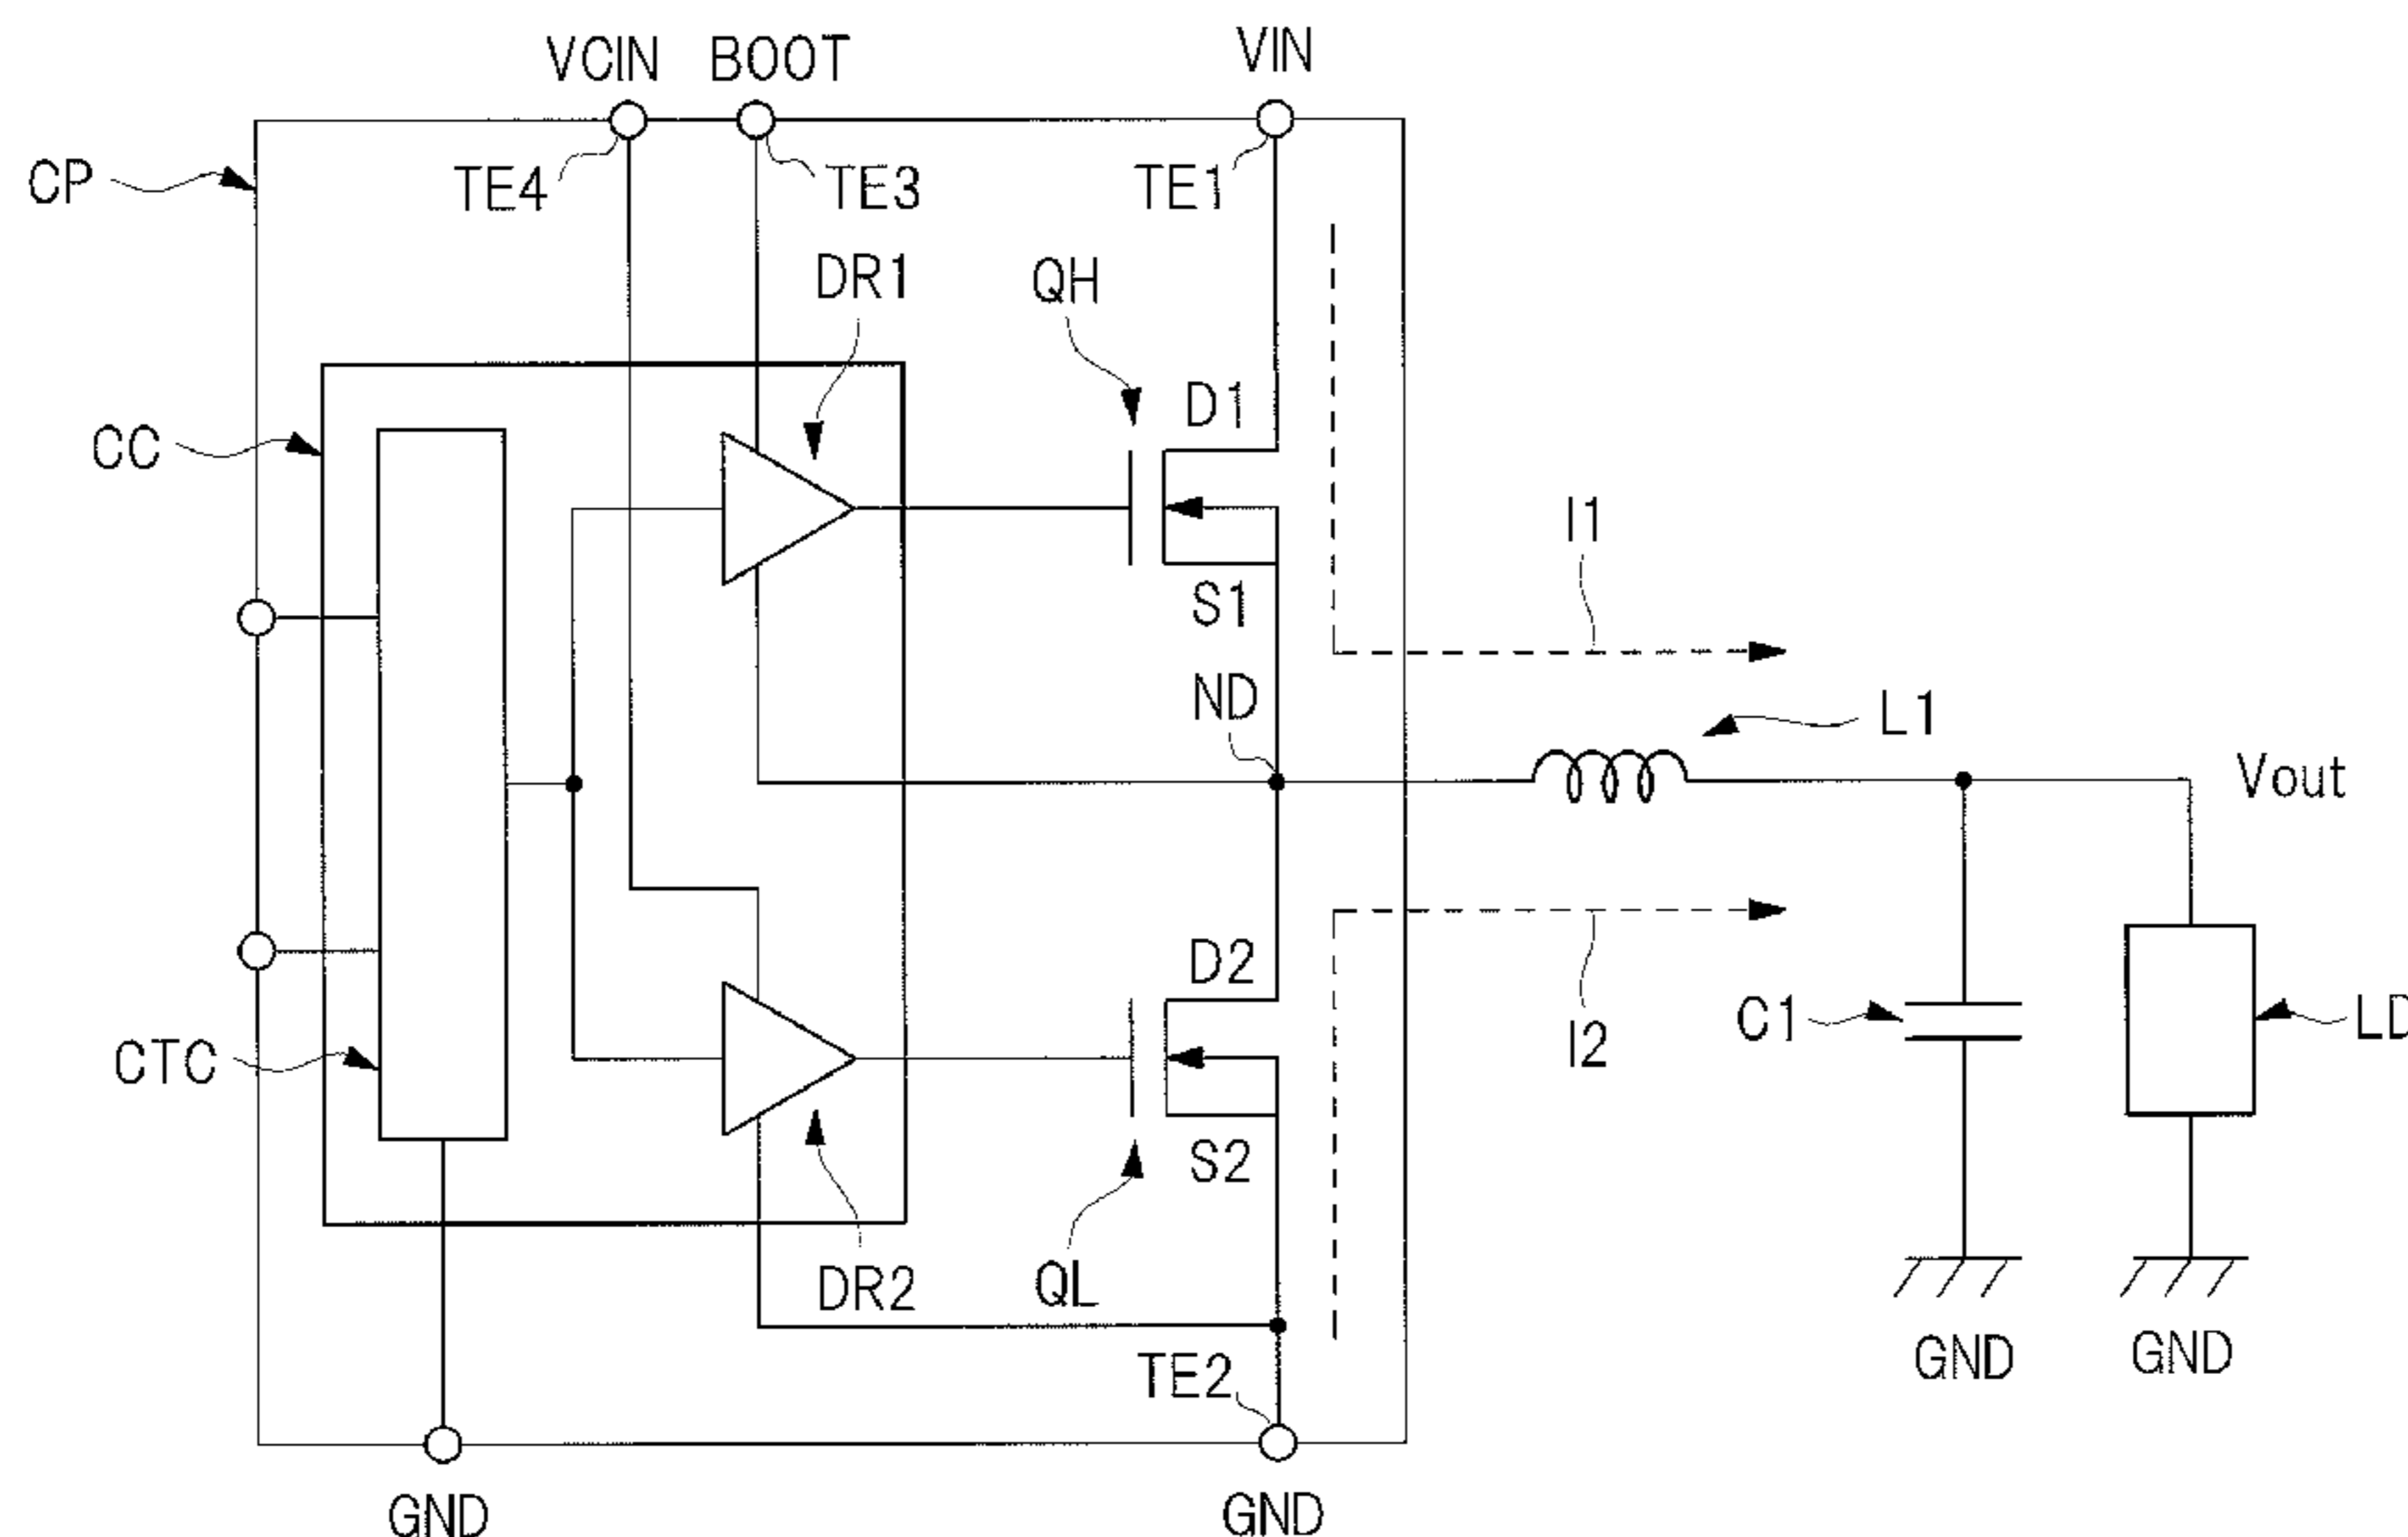 VCIN
BOOT
VIN
CP
TE4
TE3
TE1
DR1
QH
D1
CC
I1
S1
ND
L1
Vout
D2
C1
LD
CTC
I2
S2
DR2
QL
TE2
GND
GND
GND
GND